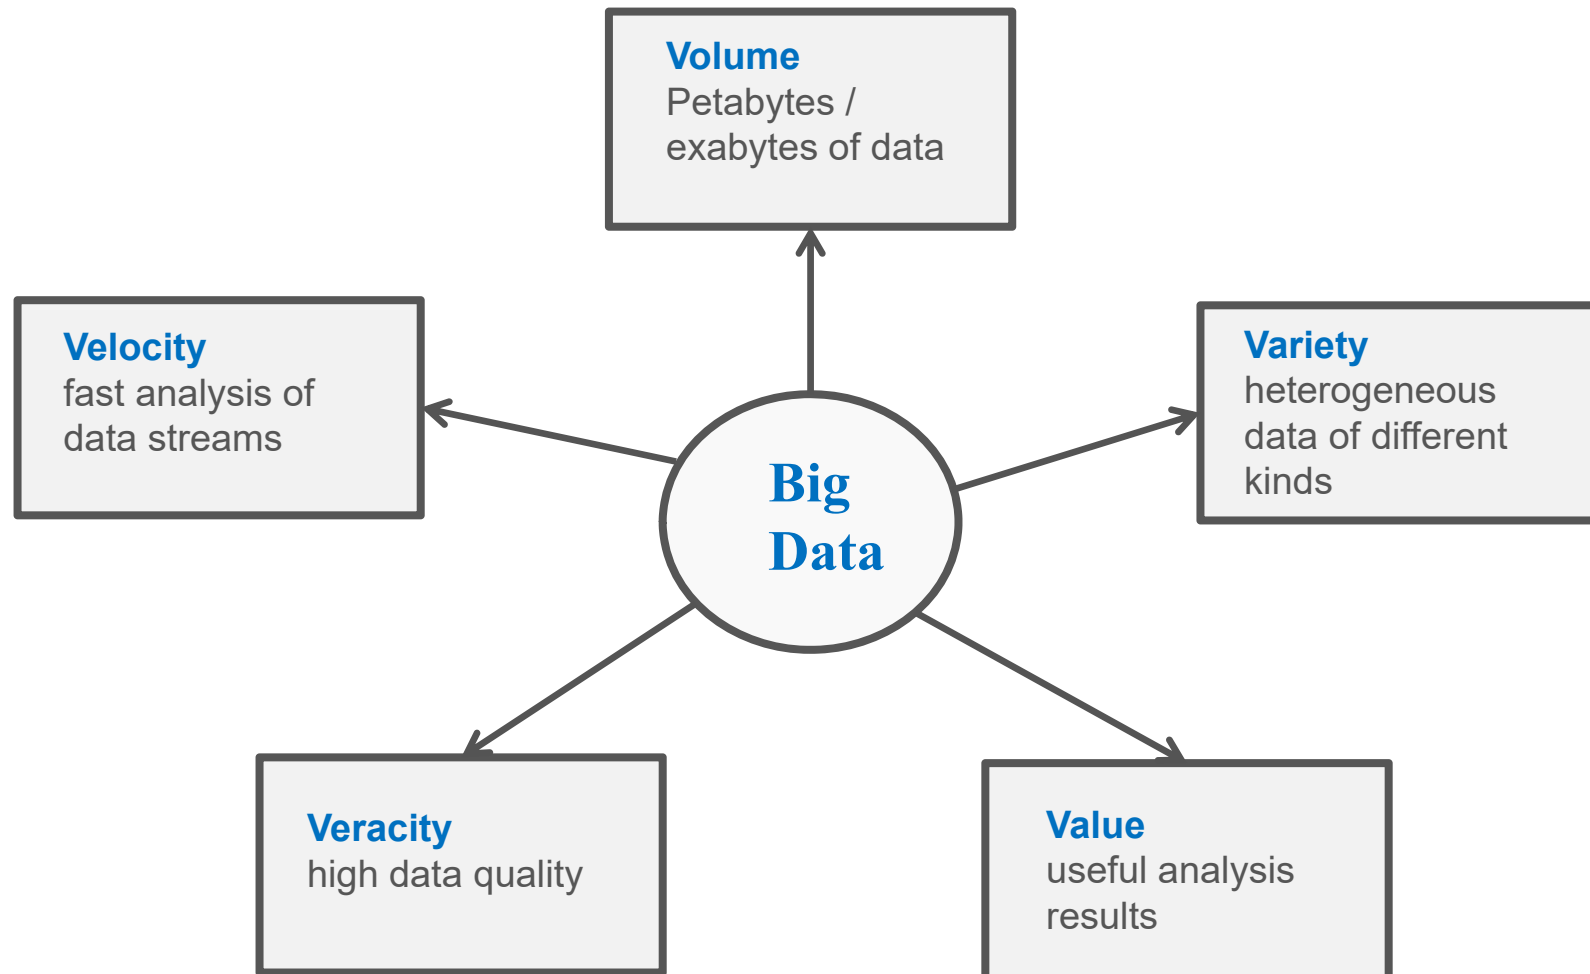 Volume
Petabytes /
exabytes of data
Velocity
fast analysis of
data streams
Variety
heterogeneous
data of different
kinds
Big
Data
Veracity
high data quality
Value
useful analysis
results